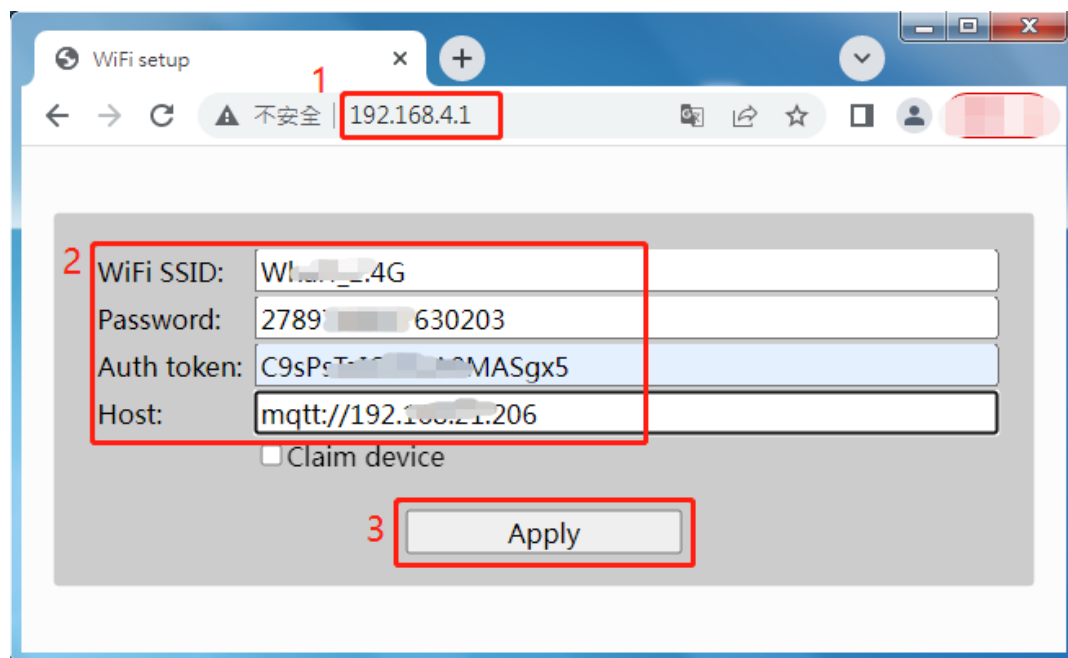 WiFi setup
1
不安全 192.168.4.1
2
WiFi SSID:
Password:
Auth token:
Host:
Claim device
3 Apply